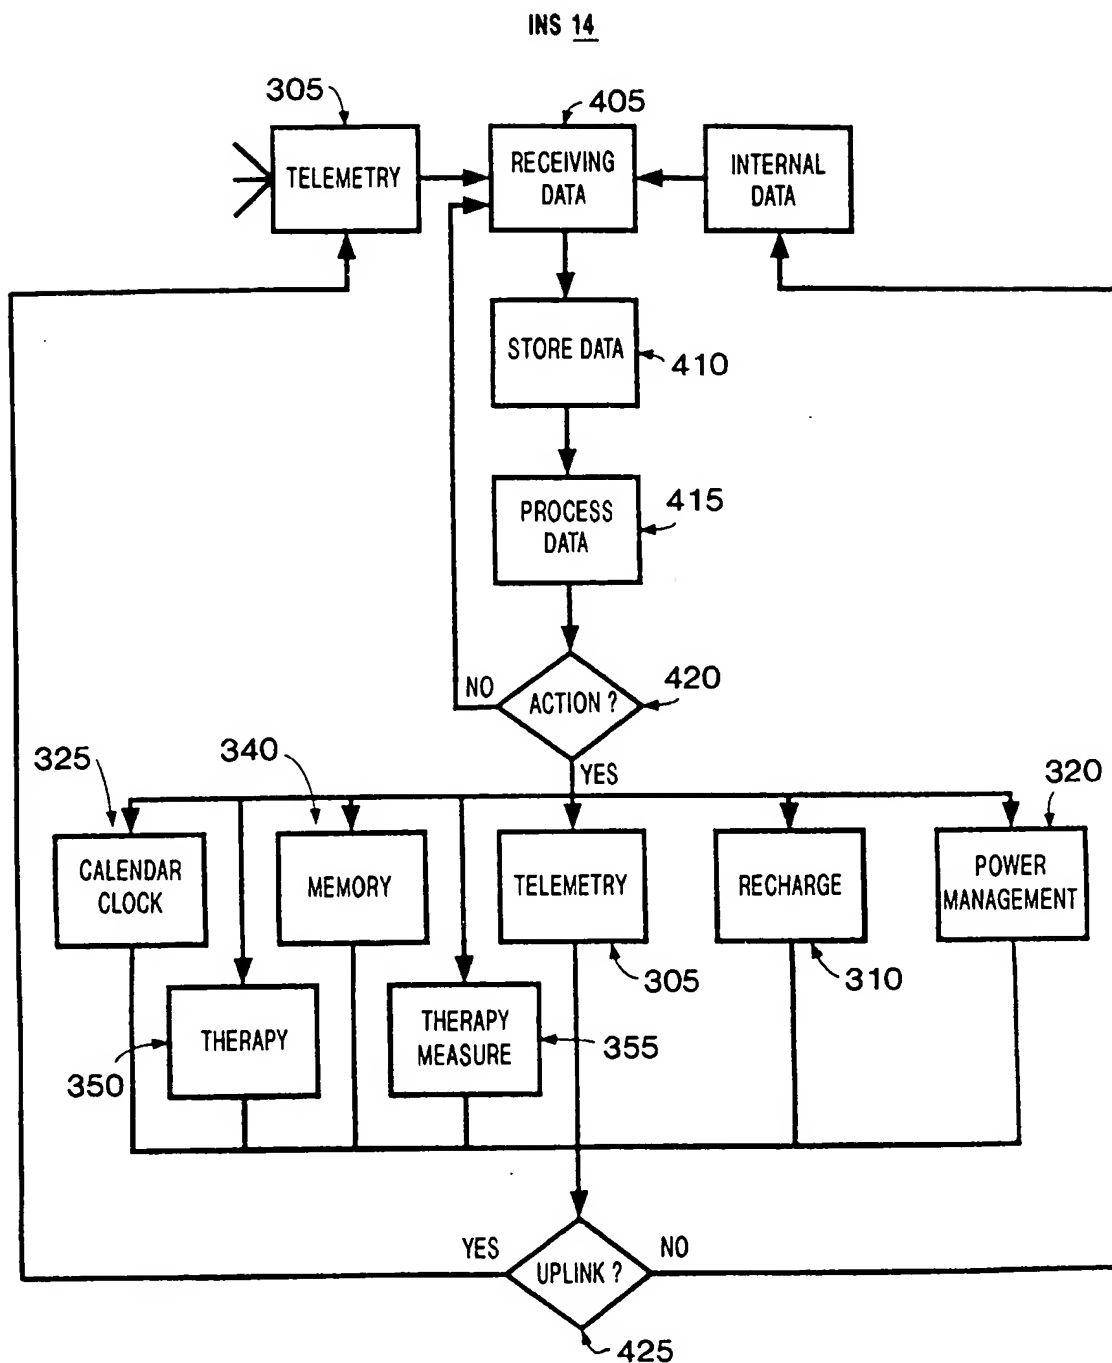 INS 14
305
405
TELEMETRY
RECEIVING
DATA
INTERNAL
DATA
STORE DATA
410
PROCESS
DATA
415
NO
ACTION ?
420
YES
325
340
320
CALENDAR
CLOCK
MEMORY
TELEMETRY
RECHARGE
POWER
MANAGEMENT
305
310
THERAPY
350
THERAPY
MEASURE
355
YES
UPLINK ?
NO
425